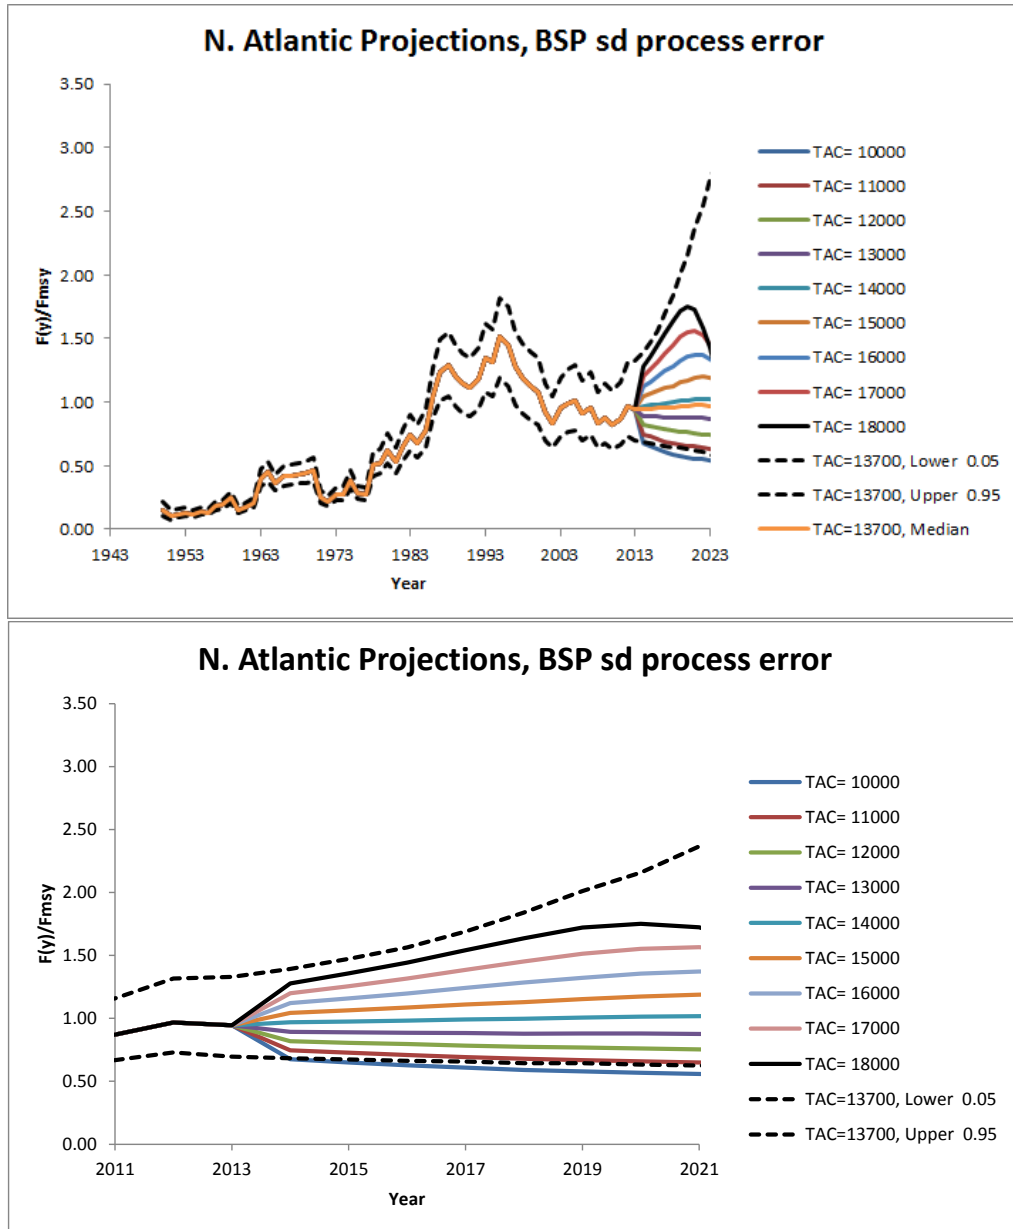 N. Atlantic Projections, BSP sd process error
3.50
3.00
2.50
2.00
1.50
1.00
0.50
0.00
F(y)/Fmsy
1943 1953 1963 1973 1983 1993 2003 2013 2023
Year
TAC= 10000
TAC= 11000
TAC= 12000
TAC= 13000
TAC= 14000
TAC= 15000
TAC= 16000
TAC= 17000
TAC= 18000
TAC=13700, Lower 0.05
TAC=13700, Upper 0.95
TAC=13700, Median
N. Atlantic Projections, BSP sd process error
3.50
3.00
2.50
2.00
1.50
1.00
0.50
0.00
F(y)/Fmsy
2011 2013 2015 2017 2019 2021
Year
TAC= 10000
TAC= 11000
TAC= 12000
TAC= 13000
TAC= 14000
TAC= 15000
TAC= 16000
TAC= 17000
TAC= 18000
TAC=13700, Lower 0.05
TAC=13700, Upper 0.95